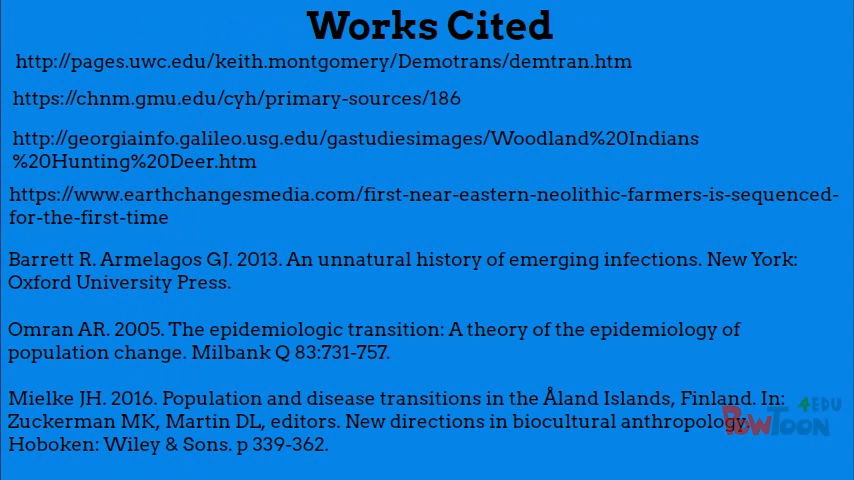 Works Cited
http://pages.uwc.edu/keith.montgomery/Demotrans/demtran.htm
https://chnm.gmu.edu/cyh/primary-sources/186
http://georgiainfo.galileo.usg.edu/gastudiesimages/Woodland%20Indians
%20Hunting%20Deer.htm
https://www.earthchangesmedia.com/first-near-eastern-neolithic-farmers-is-sequenced-
for-the-first-time
Barrett R. Armelagos GJ. 2013. An unnatural history of emerging infections. New York:
Oxford University Press.
Omran AR. 2005. The epidemiologic transition: A theory of the epidemiology of
population change. Milbank Q 83:731-757.
Mielke JH. 2016. Population and disease transitions in the Åland Islands, Finland. In:
Zuckerman MK, Martin DL, editors. New directions in biocultural anthropology.
Hoboken: Wiley & Sons. p 339-362.
4EDU
PowToon